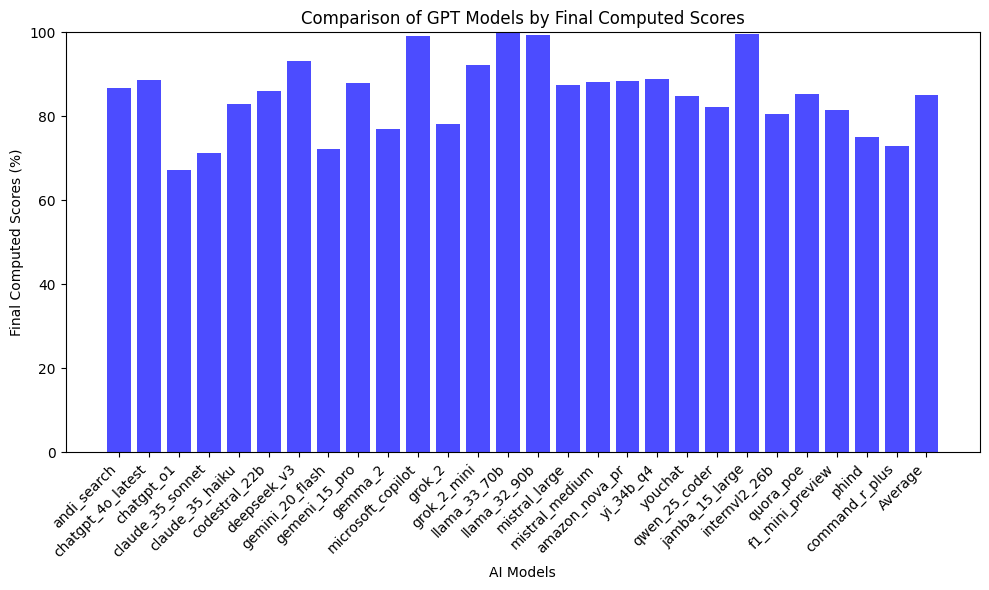 Comparison of GPT Models by Final Computed Scores
Final Computed Scores (%)
100
80
60
40
20
0
andi_search
chatgpt_4o_latest
chatgpt_o1
claude_35_sonnet
claude_35_haiku
codestral_22b
deepseek_v3
gemini_20_flash
gemeni_15_pro
gemma_2
microsoft_copilot
grok_2
grok_2_mini
llama_33_70b
llama_32_90b
mistral_large
mistral_medium
amazon_nova_pr
yi_34b_q4
youchat
qwen_25_coder
jamba_15_large
internvl2_26b
quora_poe
f1_mini_preview
phind
command_r_plus
Average
AI Models